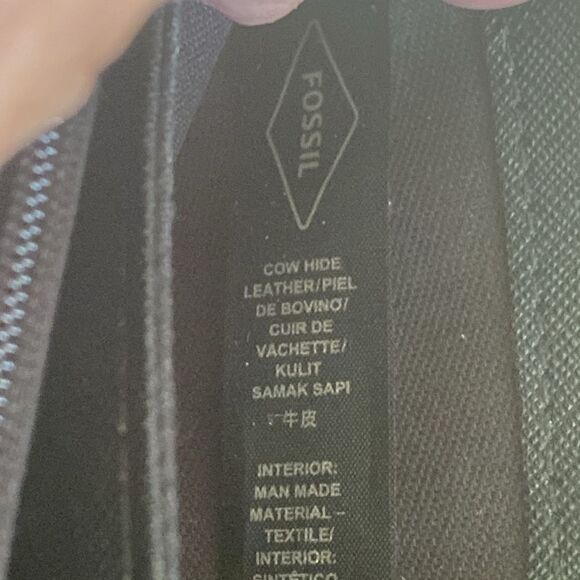 FOSSIL
COW HIDE
LEATHER/PIEL
DE BOVINO/
CUIR DE
VACHETTE/
KULIT
SAMAK SAPI
牛皮
INTERIOR:
MAN MADE
MATERIAL –
TEXTILE/
INTERIOR:
SINTÉTICO